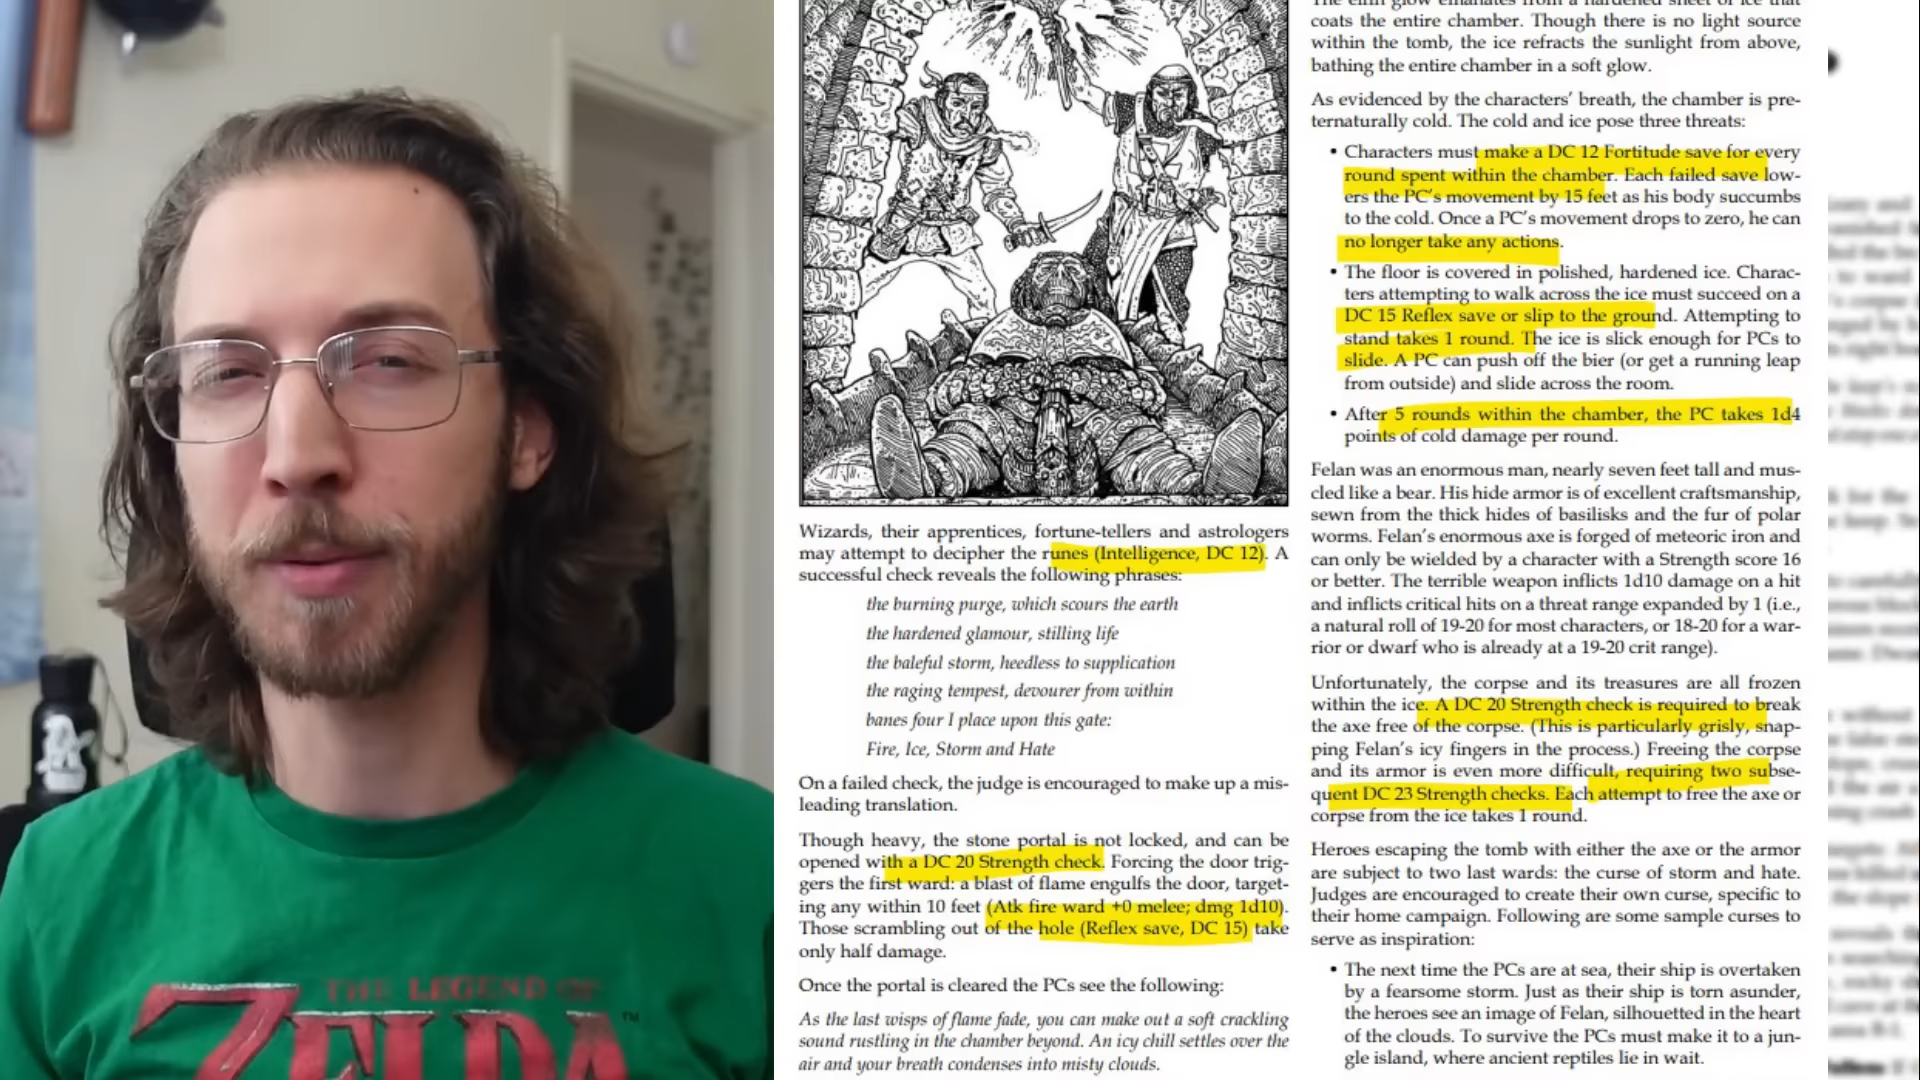 THE LEGEND OF
ZELDA
™
Wizards, their apprentices, fortune-tellers and astrologers
may attempt to decipher the runes (Intelligence, DC 12). A
successful check reveals the following phrases:
the burning purge, which scours the earth
the hardened glamour, stilling life
the baleful storm, heedless to supplication
the raging tempest, devourer from within
banes four I place upon this gate:
Fire, Ice, Storm and Hate
On a failed check, the judge is encouraged to make up a mis-
leading translation.
Though heavy, the stone portal is not locked, and can be
opened with a DC 20 Strength check. Forcing the door trig-
gers the first ward: a blast of flame engulfs the door, target-
ing any within 10 feet (Atk fire ward +0 melee; dmg 1d10).
Those scrambling out of the hole (Reflex save, DC 15) take
only half damage.
Once the portal is cleared the PCs see the following:
As the last wisps of flame fade, you can make out a soft crackling
sound rustling in the chamber beyond. An icy chill settles over the
air and your breath condenses into misty clouds.
coats the entire chamber. Though there is no light source
within the tomb, the ice refracts the sunlight from above,
bathing the entire chamber in a soft glow.
As evidenced by the characters' breath, the chamber is pre-
ternaturally cold. The cold and ice pose three threats:
• Characters must make a DC 12 Fortitude save for every
round spent within the chamber. Each failed save low-
ers the PC's movement by 15 feet as his body succumbs
to the cold. Once a PC's movement drops to zero, he can
no longer take any actions.
• The floor is covered in polished, hardened ice. Charac-
ters attempting to walk across the ice must succeed on a
DC 15 Reflex save or slip to the ground. Attempting to
stand takes 1 round. The ice is slick enough for PCs to
slide. A PC can push off the bier (or get a running leap
from outside) and slide across the room.
• After 5 rounds within the chamber, the PC takes 1d4
points of cold damage per round.
Felan was an enormous man, nearly seven feet tall and mus-
cled like a bear. His hide armor is of excellent craftsmanship,
sewn from the thick hides of basilisks and the fur of polar
worms. Felan's enormous axe is forged of meteoric iron and
can only be wielded by a character with a Strength score 16
or better. The terrible weapon inflicts 1d10 damage on a hit
and inflicts critical hits on a threat range expanded by 1 (i.e.,
a natural roll of 19-20 for most characters, or 18-20 for a war-
rior or dwarf who is already at a 19-20 crit range).
Unfortunately, the corpse and its treasures are all frozen
within the ice. A DC 20 Strength check is required to break
the axe free of the corpse. (This is particularly grisly, snap-
ping Felan's icy fingers in the process.) Freeing the corpse
and its armor is even more difficult, requiring two subse-
quent DC 23 Strength checks. Each attempt to free the axe or
corpse from the ice takes 1 round.
Heroes escaping the tomb with either the axe or the armor
are subject to two last wards: the curse of storm and hate.
Judges are encouraged to create their own curse, specific to
their home campaign. Following are some sample curses to
serve as inspiration:
• The next time the PCs are at sea, their ship is overtaken
by a fearsome storm. Just as their ship is torn asunder,
the heroes see an image of Felan, silhouetted in the heart
of the clouds. To survive the PCs must make it to a jun-
gle island, where ancient reptiles lie in wait.